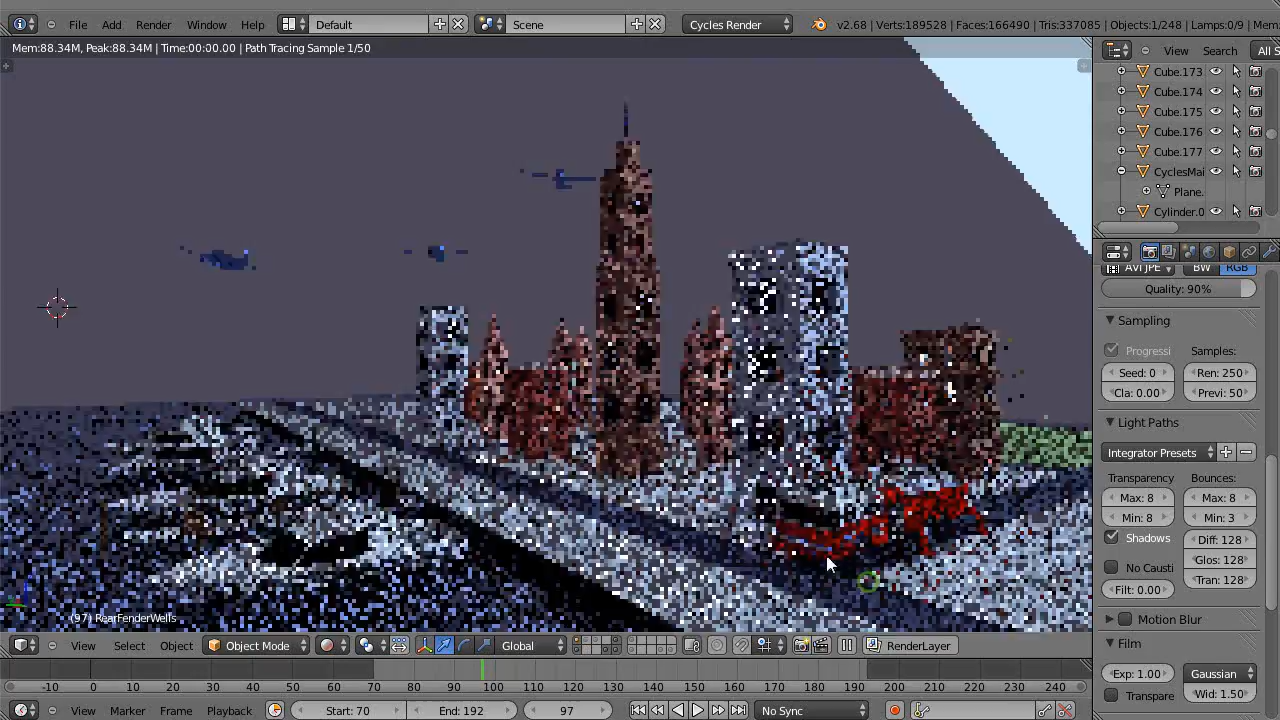 File Add Render Window Help Default Scene Cycles Render v2.68 | Verts:189528 | Faces:166490 | Tris:337085 | Objects:1/248 | Lamps:0/9 | Mem:
Mem:88.34M, Peak:88.34M | Time:00:00.00 | Path Tracing Sample 1/50
View Search All S
Cube.173
Cube.174
Cube.175
Cube.176
Cube.177
CyclesMai
Plane.
Cylinder.0
AVI JPE BW RGB
Quality: 90%
Sampling
Progressi Samples:
Seed: 0 Ren: 250
Cla: 0.00 Previ: 50
Light Paths
Integrator Presets
Transparency Bounces:
Max: 8 Max: 8
Min: 8 Min: 3
Shadows Diff: 128
No Causti Glos: 128
Filt: 0.00 Tran: 128
Motion Blur
Film
Exp: 1.00 Gaussian
Transpare Wid: 1.50
(97) RearFenderWells
View Select Object Object Mode Global RenderLayer
-10 0 10 20 30 40 50 60 70 80 90 100 110 120 130 140 150 160 170 180 190 200 210 220 230 240
View Marker Frame Playback Start: 70 End: 192 97 No Sync